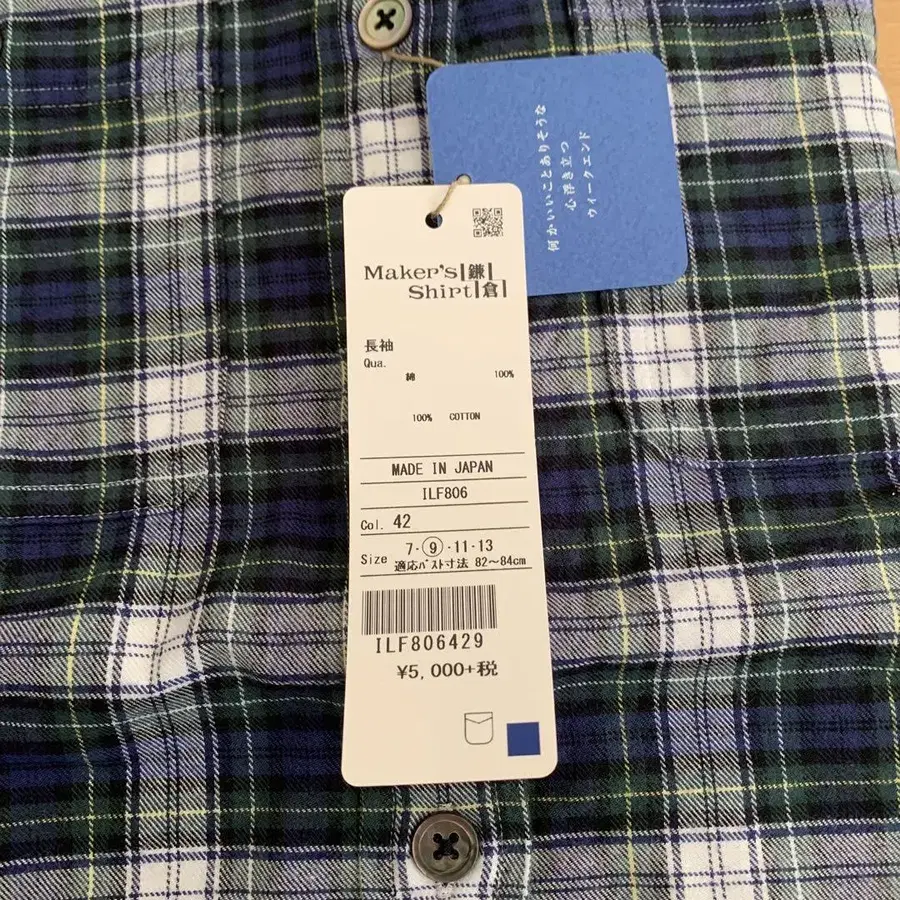 何かいいことありそうな
心浮き立つ
ウィークエンド
Maker's 鎌
Shirt 倉
長袖
Qua.
綿 100%
100% COTTON
MADE IN JAPAN
ILF806
Col. 42
Size 7・9・11・13
適応バスト寸法 82〜84cm
ILF806429
¥5,000+税